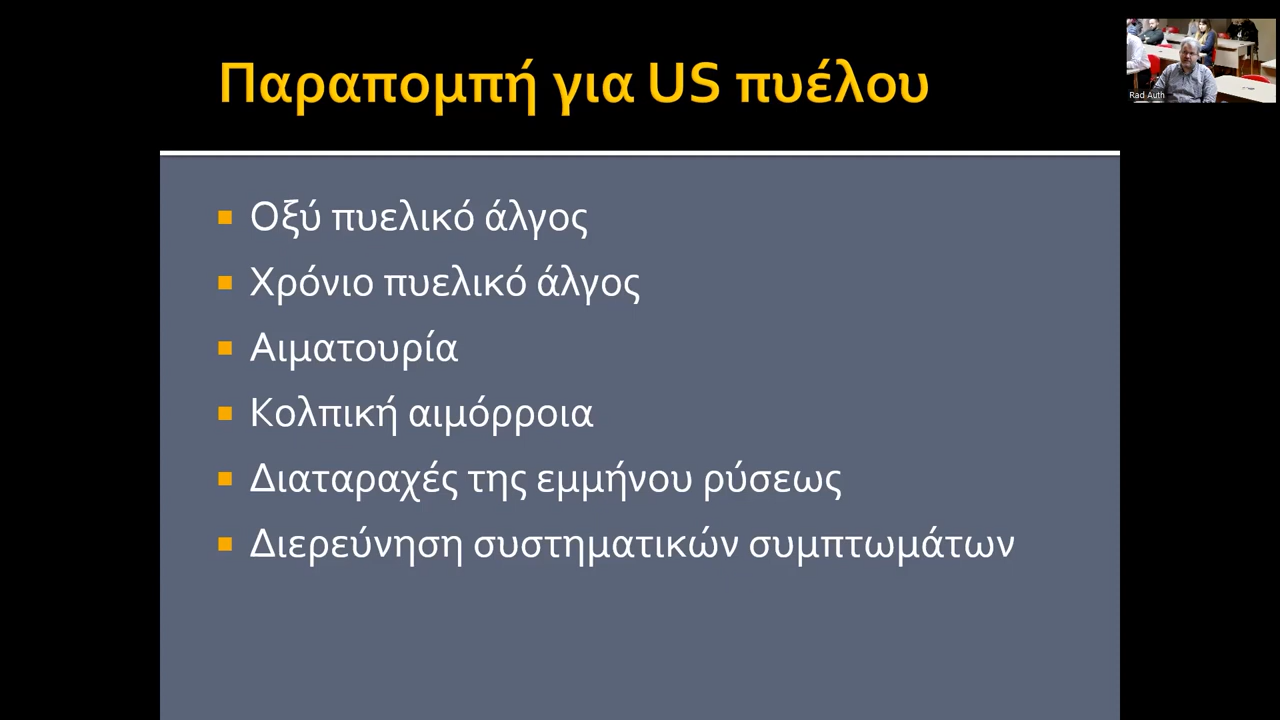 Παραπομπή για US πυέλου
Οξύ πυελικό άλγος
Χρόνιο πυελικό άλγος
Αιματουρία
Κολπική αιμόρροια
Διαταραχές της εμμήνου ρύσεως
Διερεύνηση συστηματικών συμπτωμάτων
Rad Auth